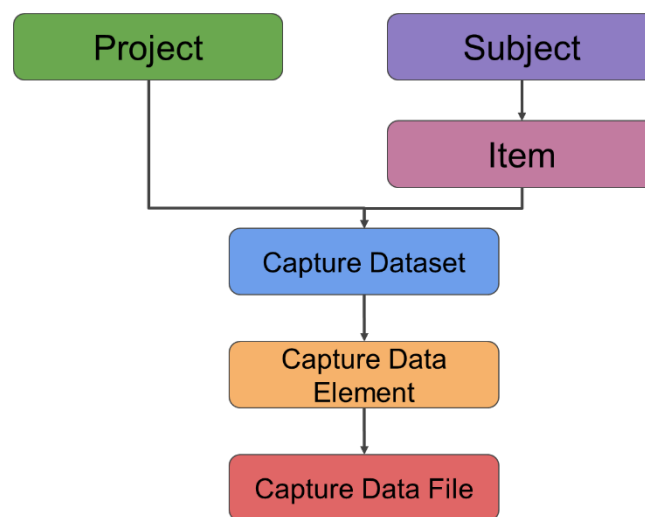 Project
Subject
Item
Capture Dataset
Capture Data
Element
Capture Data File